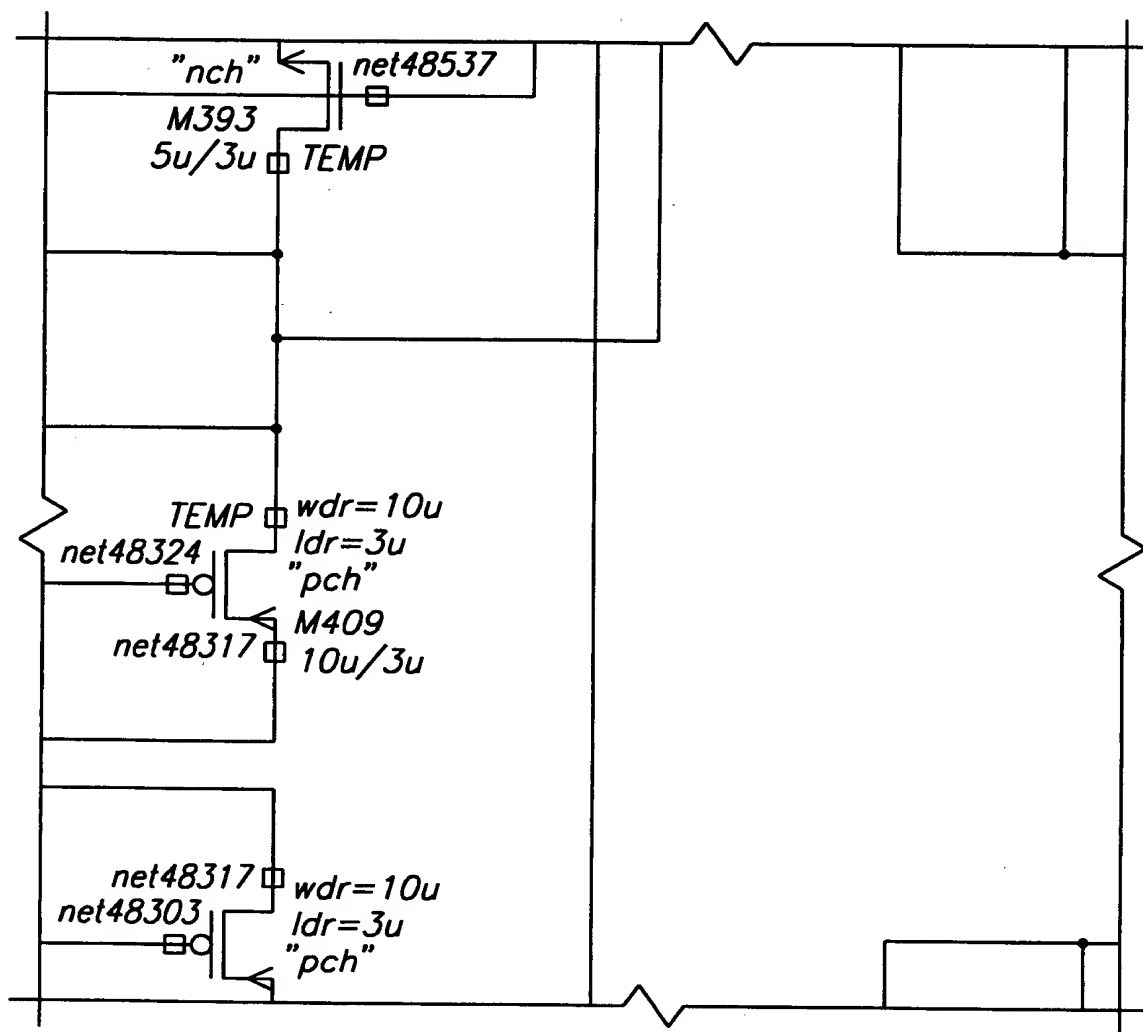 "nch"
net48537
M393
5u/3u
TEMP
TEMP
wdr=10u
net48324
ldr=3u
"pch"
M409
net48317
10u/3u
net48317
wdr=10u
net48303
ldr=3u
"pch"